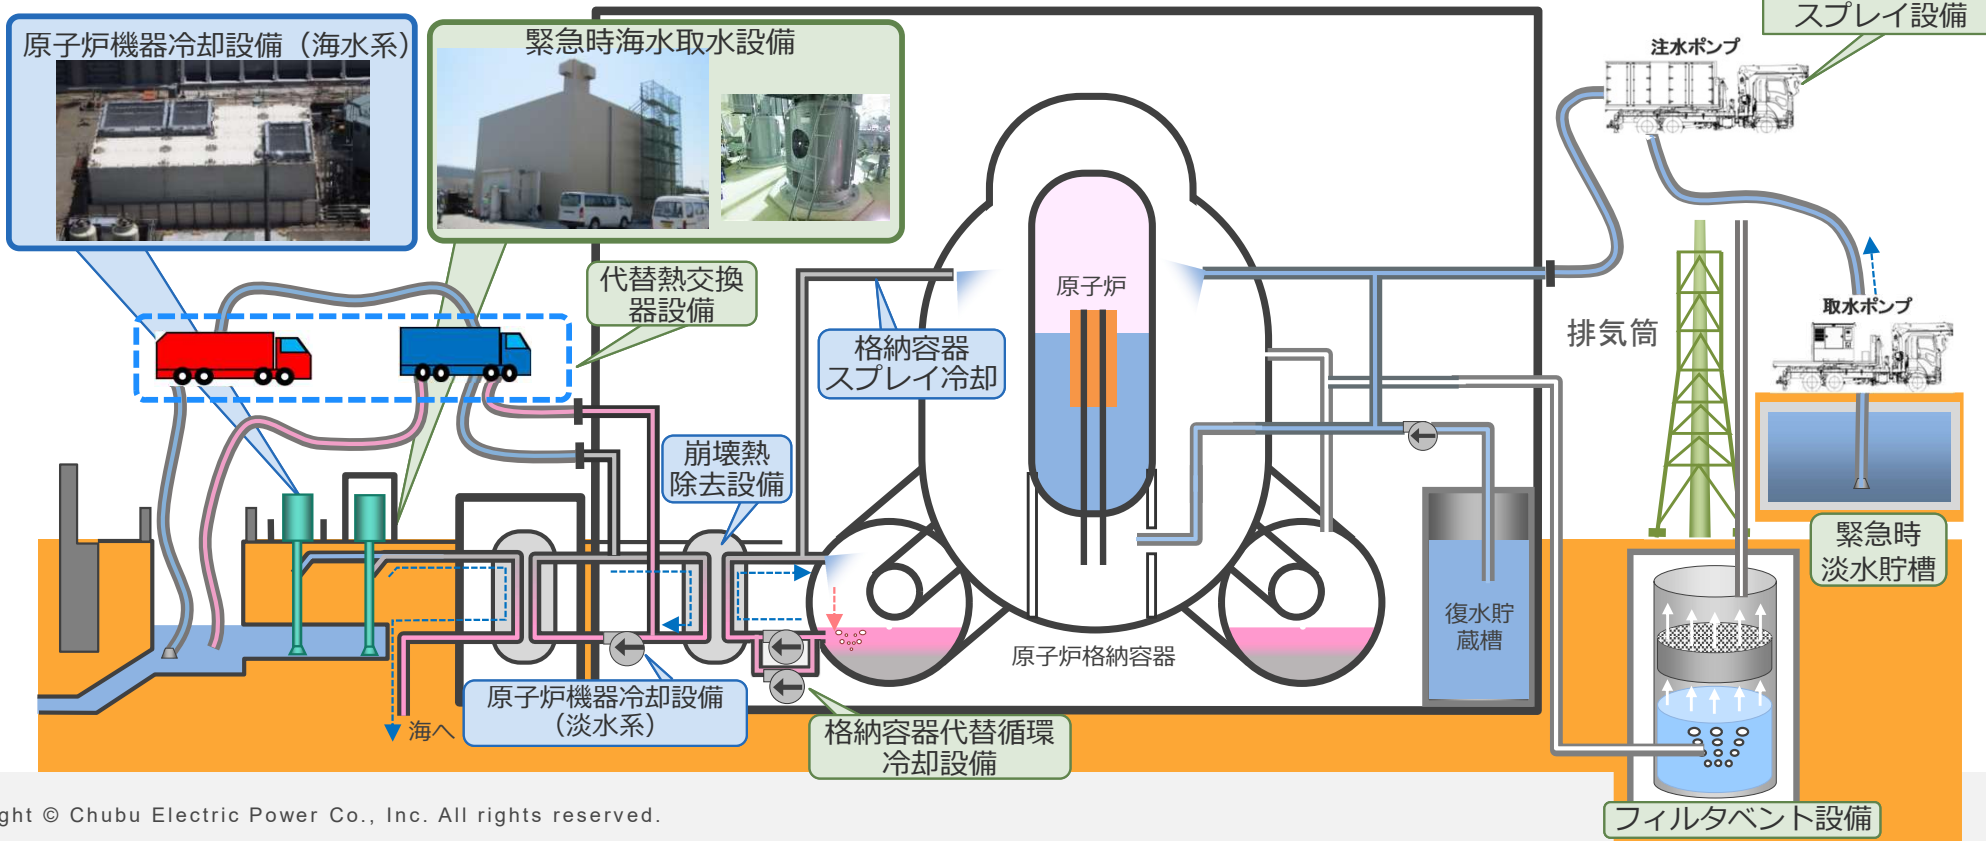 原子炉機器冷却設備（海水系）
緊急時海水取水設備
スプレイ設備
注水ポンプ
代替熱交換
器設備
原子炉
格納容器
スプレイ冷却
排気筒
取水ポンプ
崩壊熱
除去設備
緊急時
淡水貯槽
復水貯
蔵槽
原子炉格納容器
原子炉機器冷却設備
（淡水系）
海へ
格納容器代替循環
冷却設備
フィルタベント設備
ght © Chubu Electric Power Co., Inc. All rights reserved.